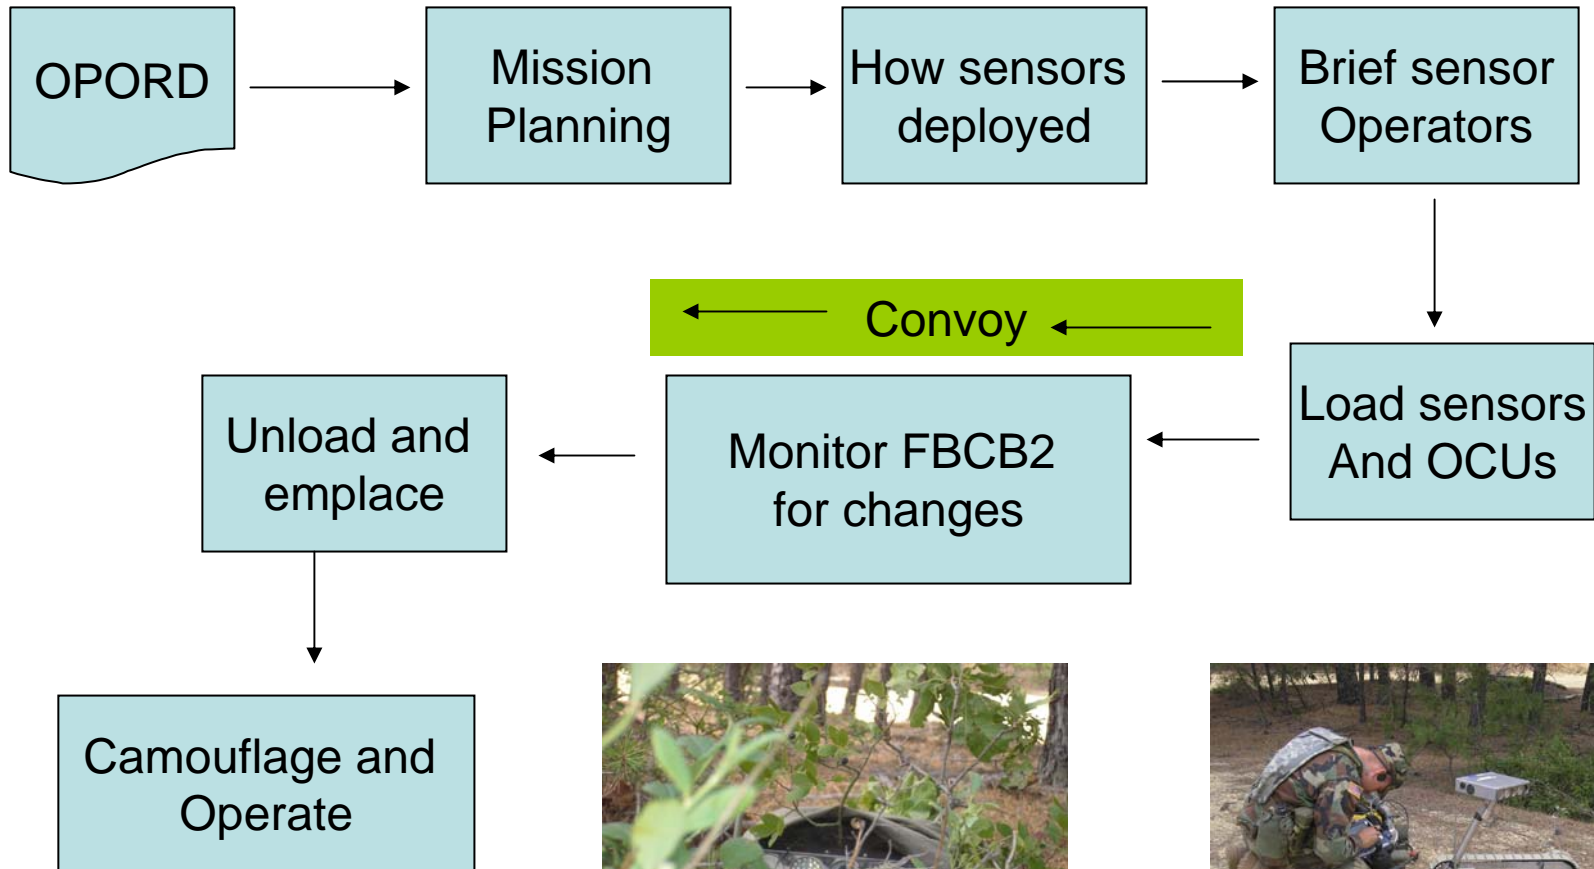 OPORD
Mission
Planning
How sensors
deployed
Brief sensor
Operators
Convoy
Load sensors
And OCUs
Monitor FBCB2
for changes
Unload and
emplace
Camouflage and
Operate